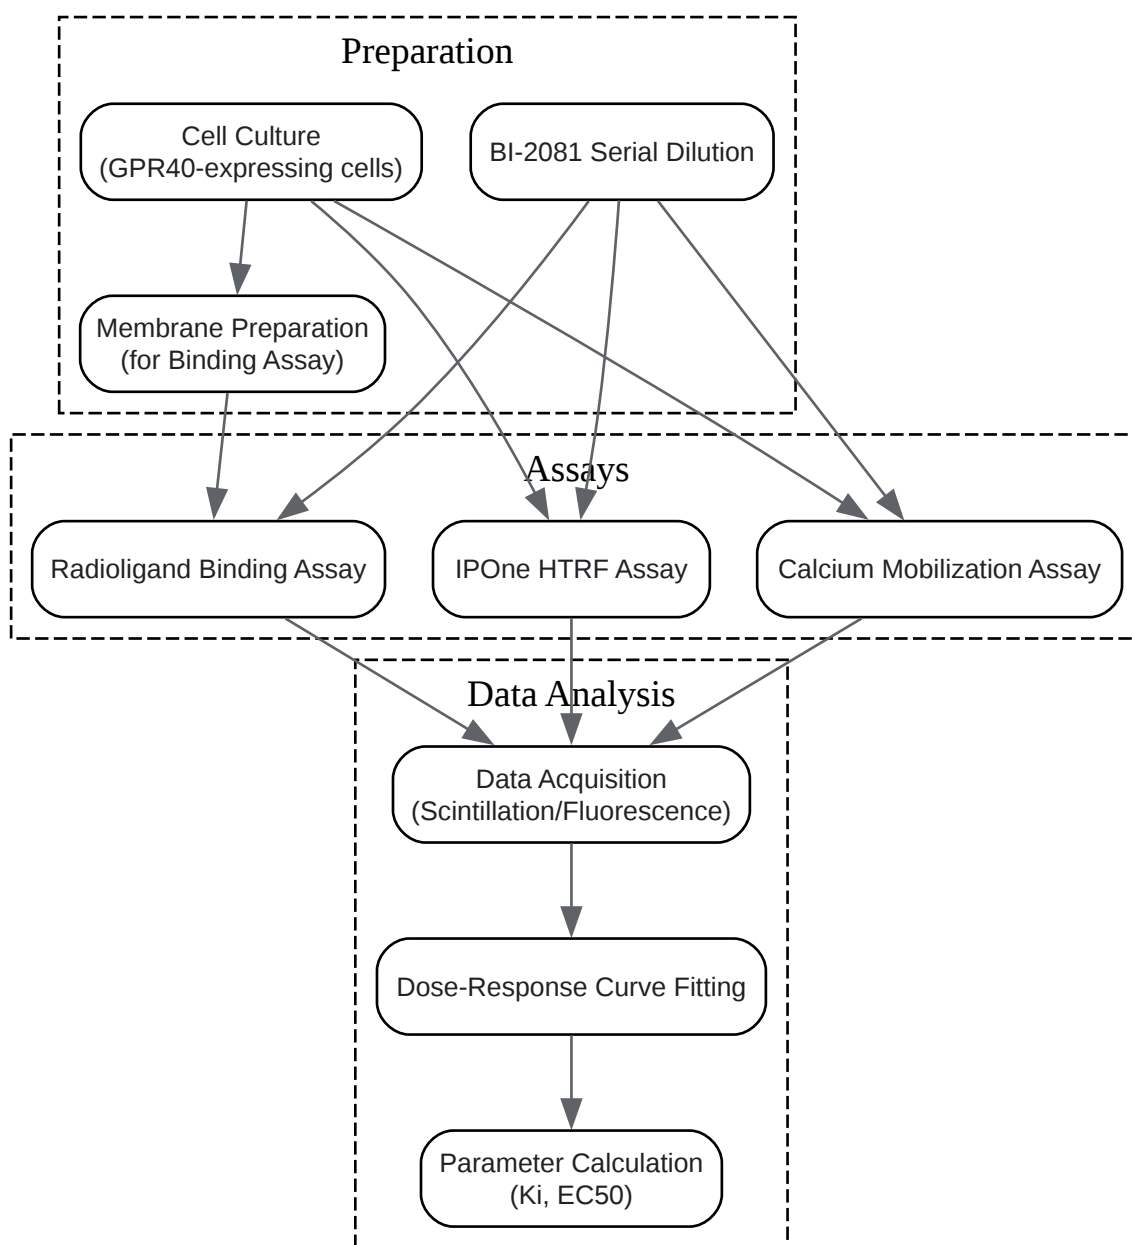 Preparation
Cell Culture
(GPR40-expressing cells)
BI-2081 Serial Dilution
Membrane Preparation
(for Binding Assay)
Assays
Radioligand Binding Assay
IPOne HTRF Assay
Calcium Mobilization Assay
Data Analysis
Data Acquisition
(Scintillation/Fluorescence)
Dose-Response Curve Fitting
Parameter Calculation
(Ki, EC50)